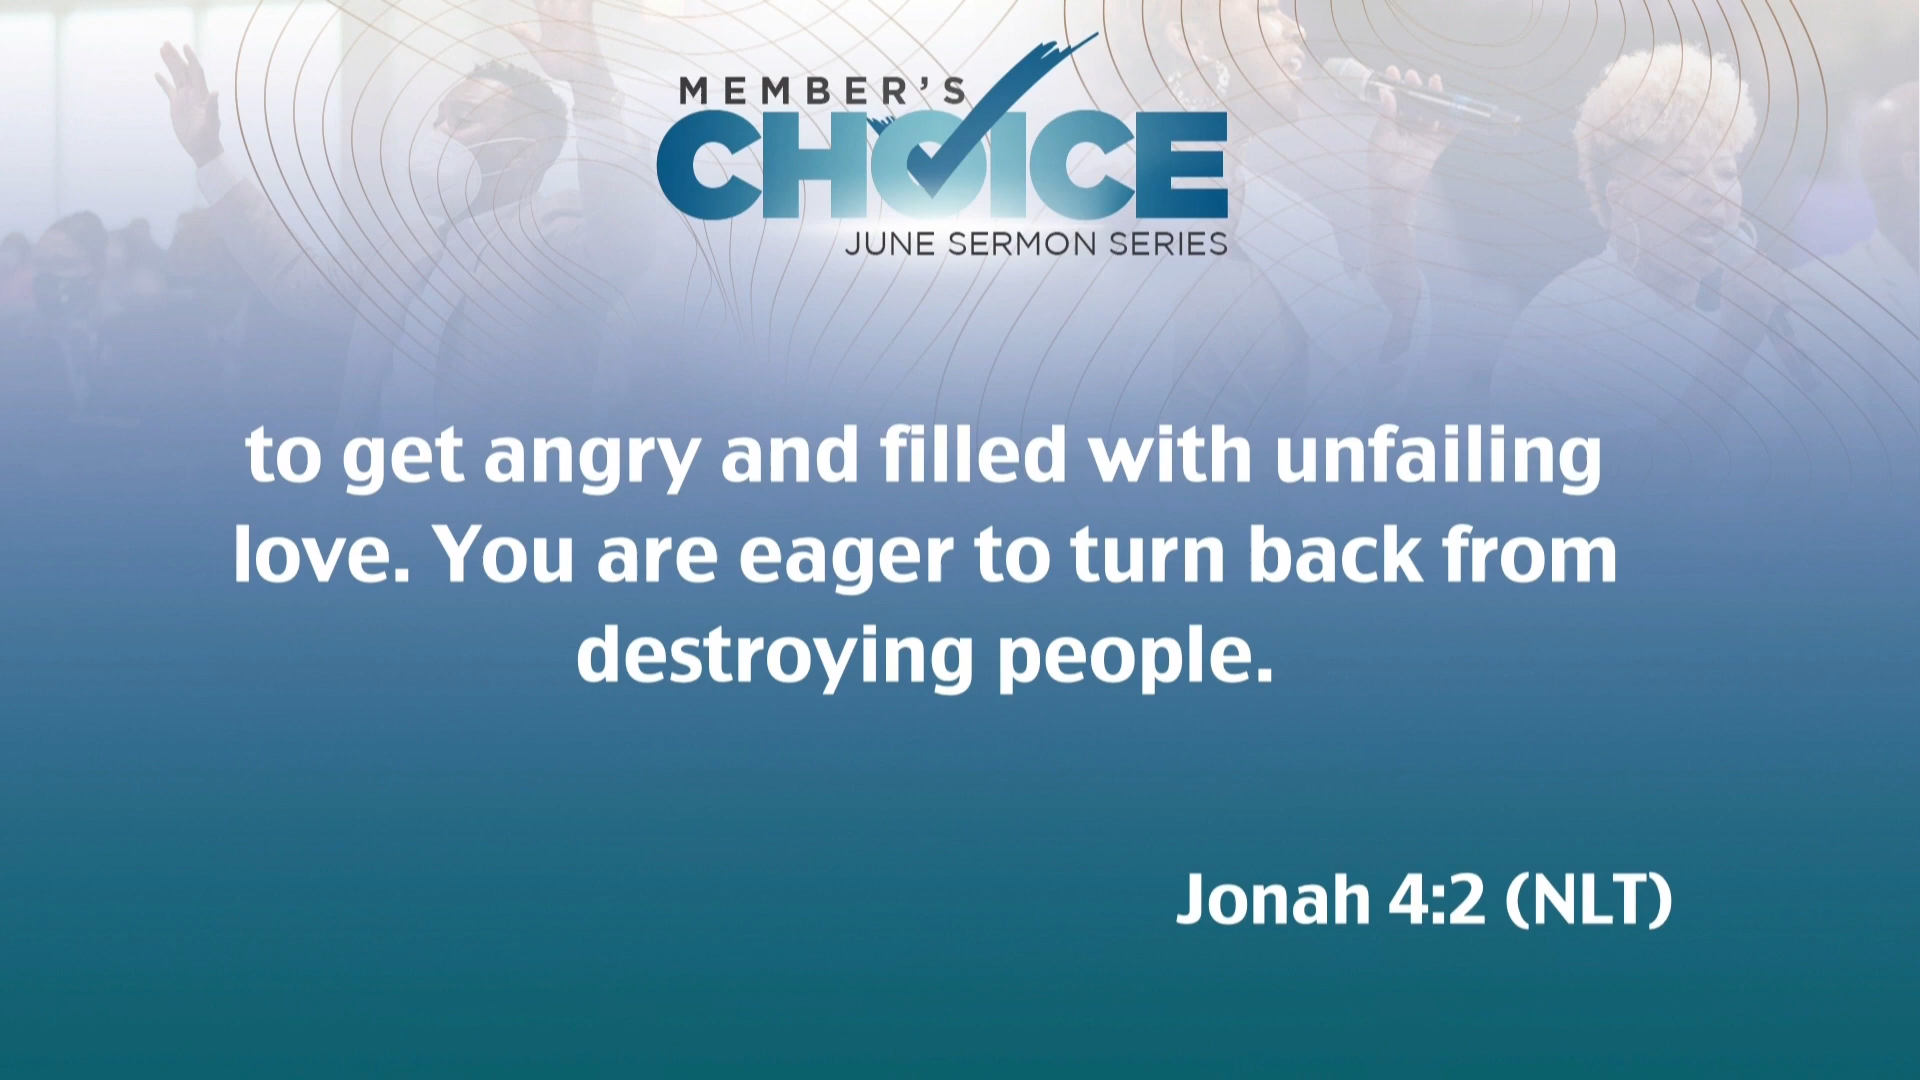 MEMBER'S
CHOICE
JUNE SERMON SERIES
to get angry and filled with unfailing
love. You are eager to turn back from
destroying people.
Jonah 4:2 (NLT)